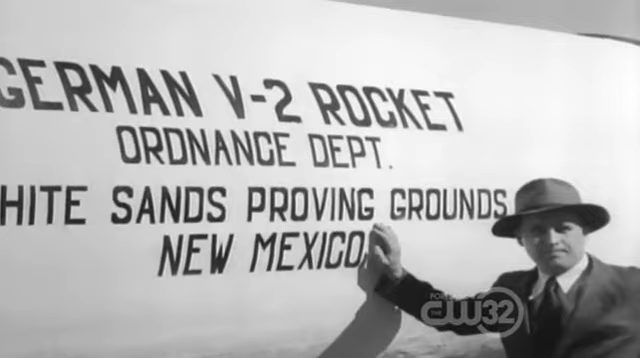 GERMAN V-2 ROCKET
ORDNANCE DEPT.
HITE SANDS PROVING GROUNDS
NEW MEXICO
CW32